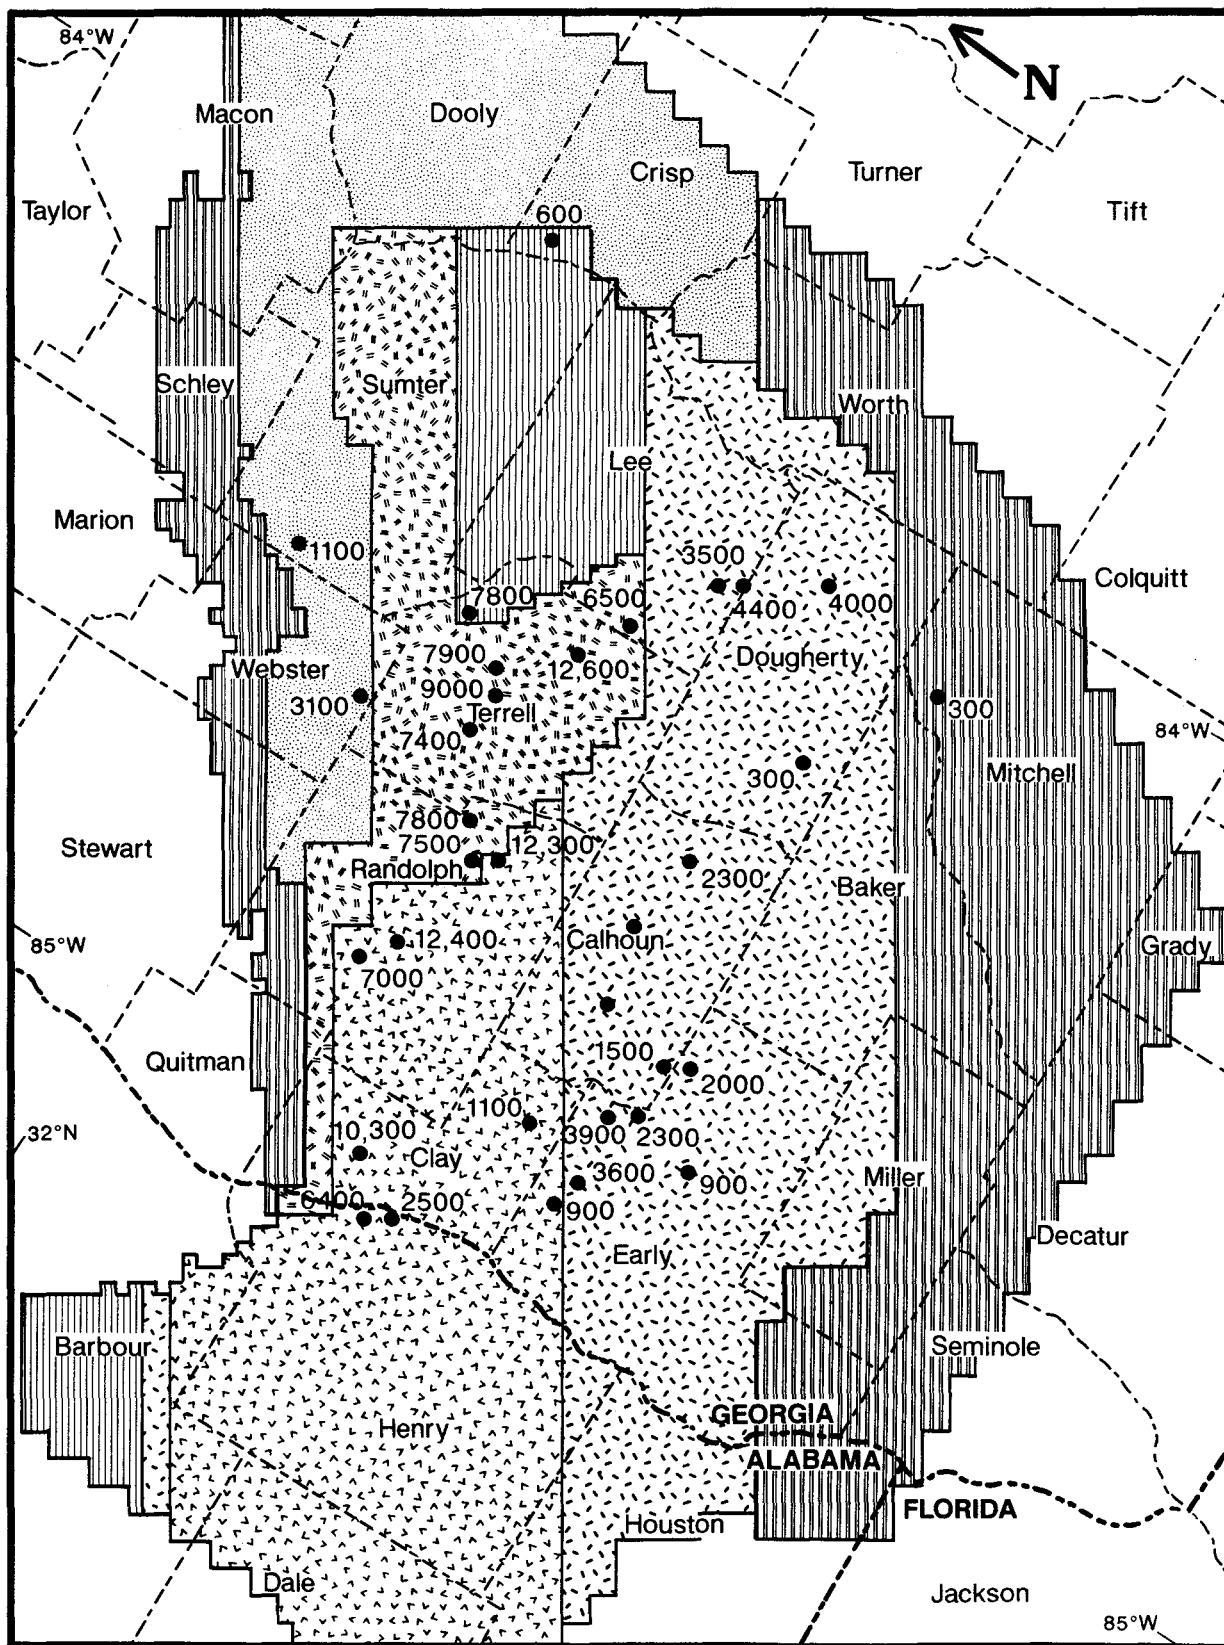 84°W
N
Macon
Dooly
Crisp
Turner
Taylor
Tift
600
Schley
Sumter
Worth
Lee
Marion
1100
3500
Colquitt
7800
6500
4400
4000
7900
12,600
Dougherty
Webster
9000
3100
Terrell
300
7400
84°W
300
Mitchell
7800
7500
12,300
Stewart
Randolph
2300
Baker
85°W
12,400
Calhoun
Grady
7000
Quitman
1500
2000
1100
32°N
10,300
3900
2300
Clay
3600
900
Miller
6400
2500
900
Early
Decatur
Barbour
Seminole
Henry
GEORGIA
ALABAMA
FLORIDA
Houston
Dale
Jackson
85°W